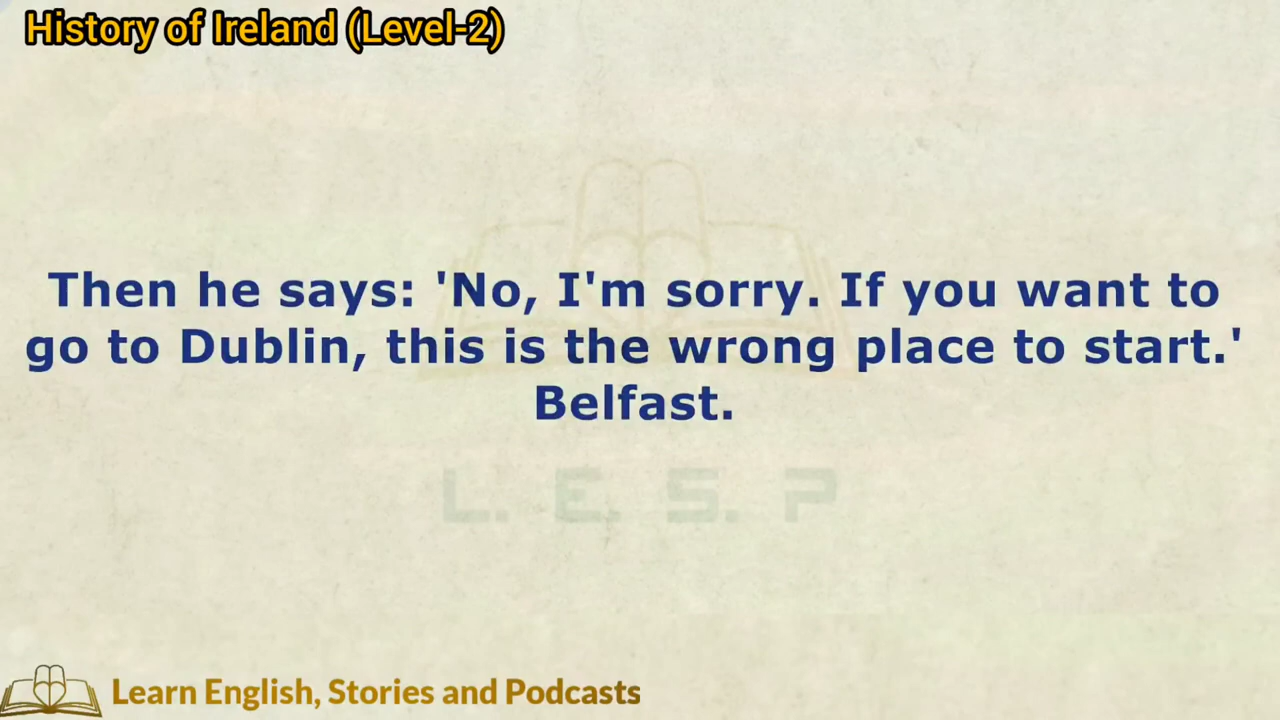 History of Ireland (Level-2)
Then he says: 'No, I'm sorry. If you want to
go to Dublin, this is the wrong place to start.'
Belfast.
L. E. S. P
Learn English, Stories and Podcasts